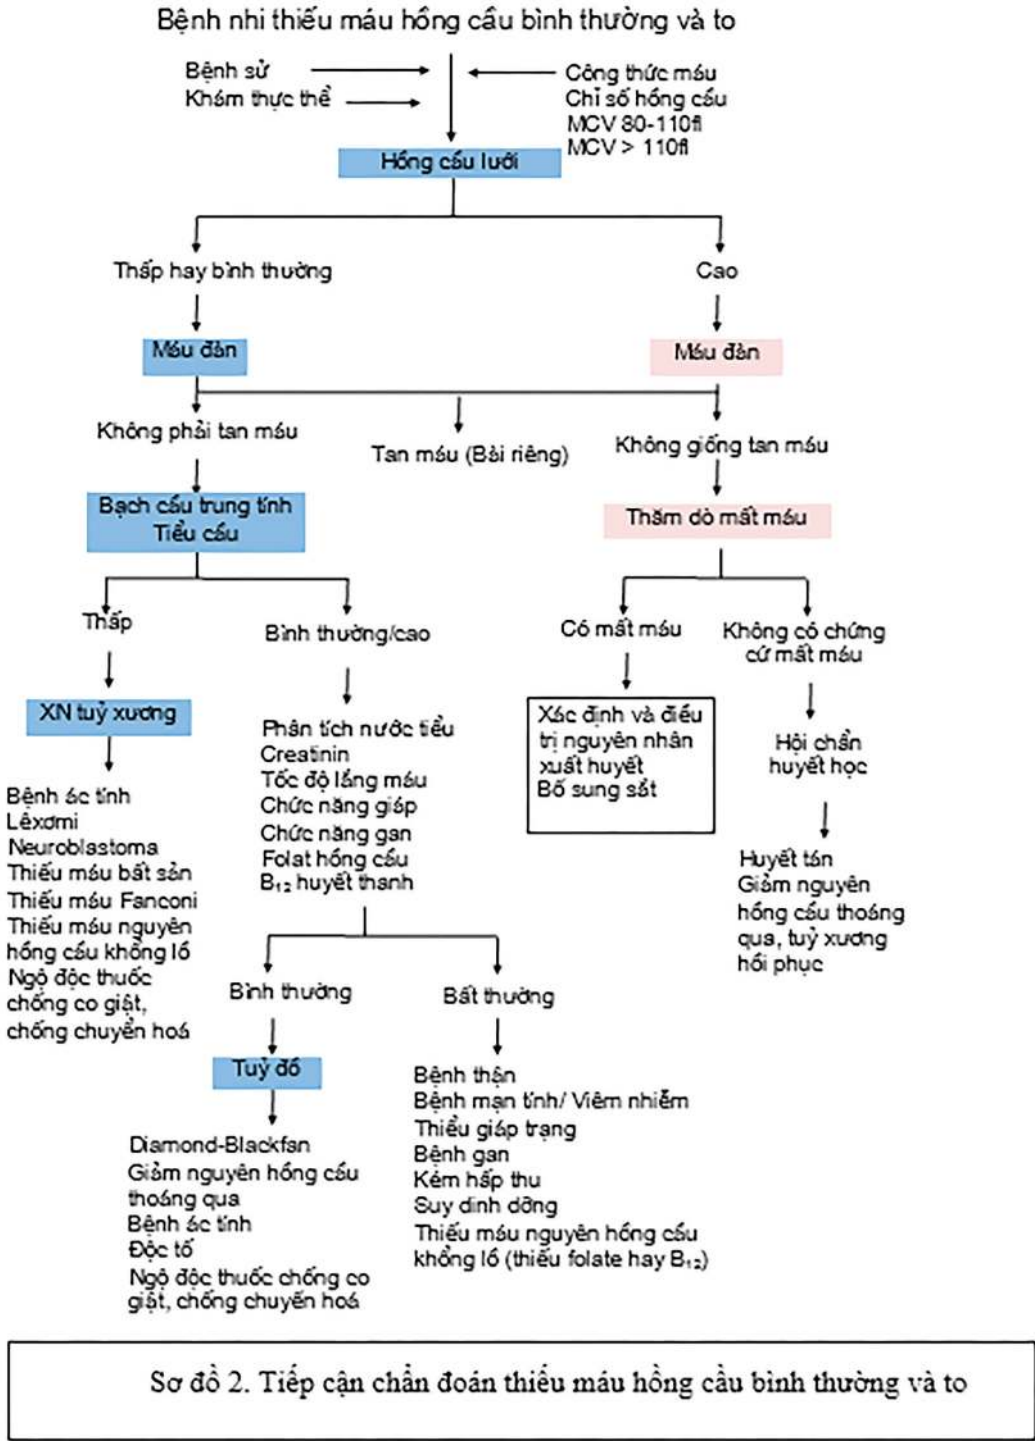 Bệnh nhi thiếu máu hồng cầu bình thường và to
Bệnh sử
Khám thực thể
Công thức máu
Chỉ số hồng cầu
MCV 80-110fl
MCV > 110fl
Hồng cầu lưới
Thấp hay bình thường
Cao
Máu đàn
Máu đàn
Không phải tan máu
Tan máu (Bài riêng)
Không giống tan máu
Bạch cầu trung tính
Tiểu cầu
Thăm dò mất máu
Thấp
Bình thường/cao
Có mất máu
Không có chứng
cứ mất máu
XN tuỷ xương
Phân tích nước tiểu
Creatinin
Tốc độ lắng máu
Chức năng giáp
Chức năng gan
Folat hồng cầu
B₁₂ huyết thanh
Xác định và điều
trị nguyên nhân
xuất huyết
Bổ sung sắt
Hội chẩn
huyết học
Bệnh ác tính
Lêxơmi
Neuroblastoma
Thiếu máu bất sản
Thiếu máu Fanconi
Thiếu máu nguyên
hồng cầu khổng lồ
Ngộ độc thuốc
chống co giật,
chống chuyển hoá
Huyết tán
Giảm nguyên
hồng cầu thoáng
qua, tuỷ xương
hồi phục
Bình thường
Bất thường
Tuỷ đồ
Diamond-Blackfan
Giảm nguyên hồng cầu
thoáng qua
Bệnh ác tính
Độc tố
Ngộ độc thuốc chống co
giật, chống chuyển hoá
Bệnh thận
Bệnh mạn tính/ Viêm nhiễm
Thiểu giáp trạng
Bệnh gan
Kém hấp thu
Suy dinh dỡng
Thiếu máu nguyên hồng cầu
khổng lồ (thiếu folate hay B₁₂)
Sơ đồ 2. Tiếp cận chẩn đoán thiếu máu hồng cầu bình thường và to